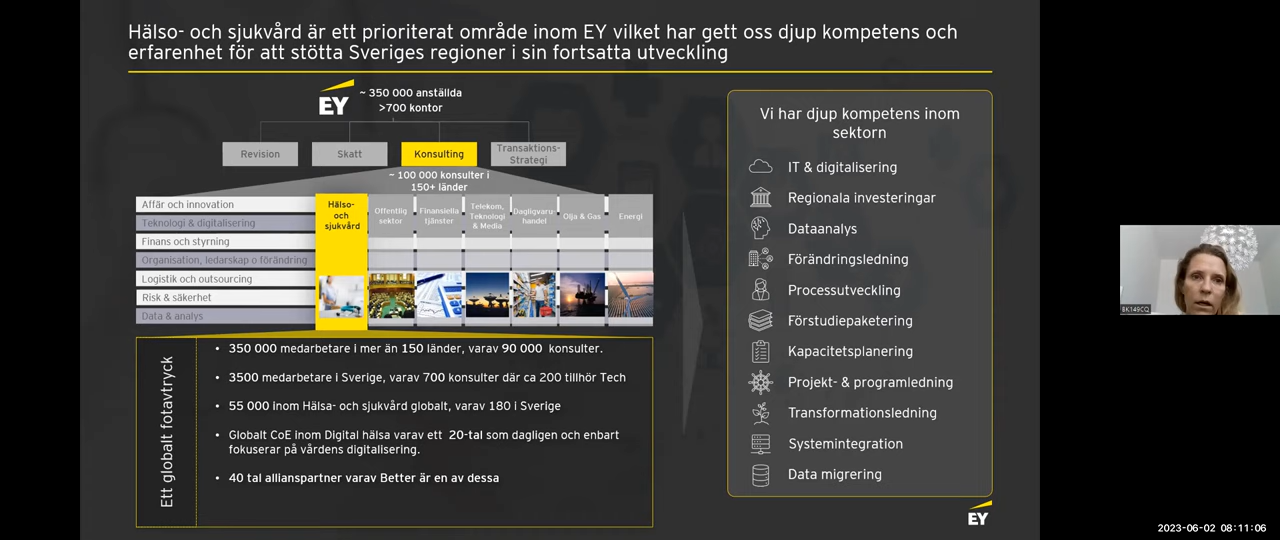 Hälso- och sjukvård är ett prioriterat område inom EY vilket har gett oss djup kompetens och
erfarenhet för att stötta Sveriges regioner i sin fortsatta utveckling
EY
~ 350 000 anställda
>700 kontor
Revision
Skatt
Konsulting
Transaktions-
Strategi
~ 100 000 konsulter i
150+ länder
Affär och innovation
Teknologi & digitalisering
Finans och styrning
Organisation, ledarskap o förändring
Logistik och outsourcing
Risk & säkerhet
Data & analys
Hälso-
och
sjukvård
Offentlig
sektor
Finansiella
tjänster
Telekom,
Teknologi
& Media
Dagligvaru-
handel
Olja & Gas
Energi
Ett globalt fotavtryck
• 350 000 medarbetare i mer än 150 länder, varav 90 000 konsulter.
• 3500 medarbetare i Sverige, varav 700 konsulter där ca 200 tillhör Tech
• 55 000 inom Hälsa- och sjukvård globalt, varav 180 i Sverige
• Globalt CoE inom Digital hälsa varav ett 20-tal som dagligen och enbart
fokuserar på vårdens digitalisering.
• 40 tal allianspartner varav Better är en av dessa
Vi har djup kompetens inom
sektorn
IT & digitalisering
Regionala investeringar
Dataanalys
Förändringsledning
Processutveckling
Förstudiepaketering
Kapacitetsplanering
Projekt- & programledning
Transformationsledning
Systemintegration
Data migrering
EY
BK149CQ
2023-06-02 08:11:06